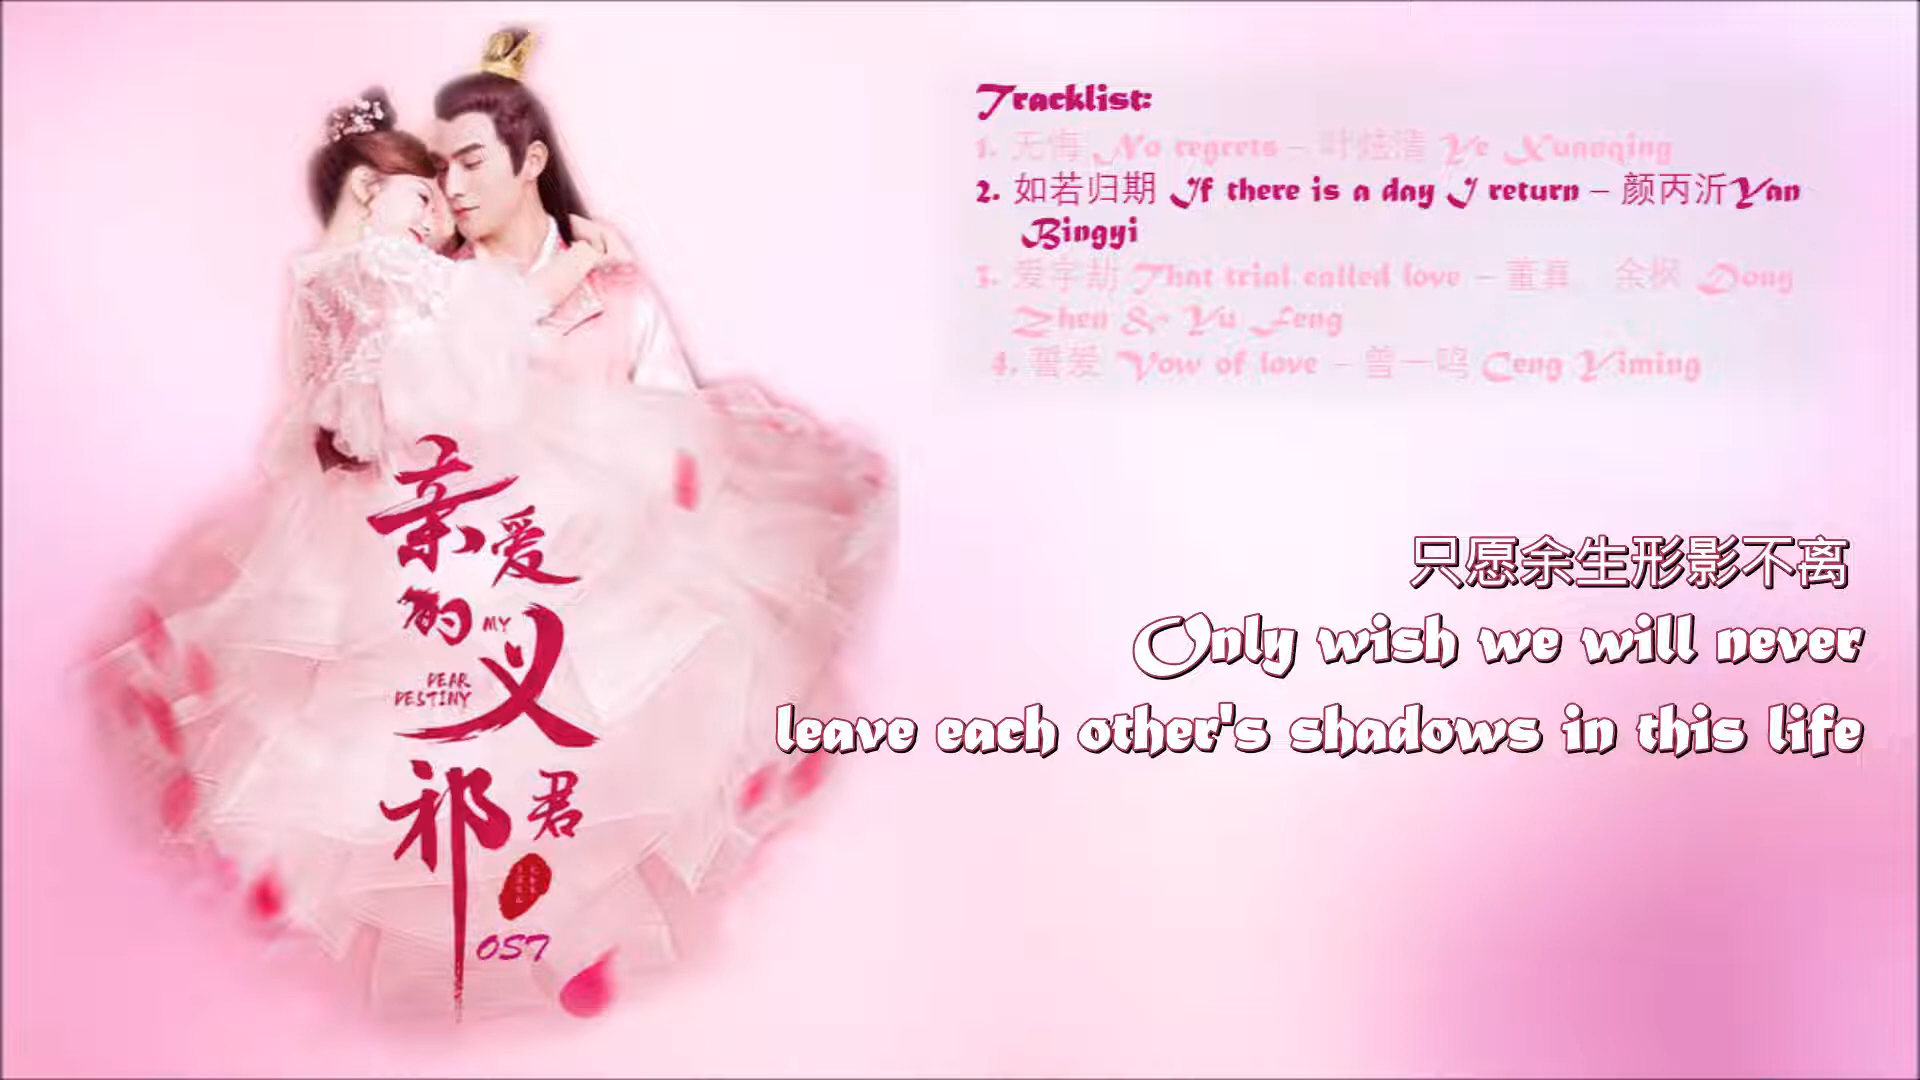 Tracklist:
1. 无悔 No regrets – 叶炫清 Ye Xuanqing
2. 如若归期 If there is a day I return – 颜丙沂Yan
Bingyi
3. 爱字劫 That trial called love – 董真 余枫 Dong
Zhen & Yu Feng
4. 誓爱 Vow of love – 曾一鸣 Ceng Yiming
亲爱
的 MY 义
DEAR
DESTINY
祁君
OST
只愿余生形影不离
Only wish we will never
leave each other's shadows in this life